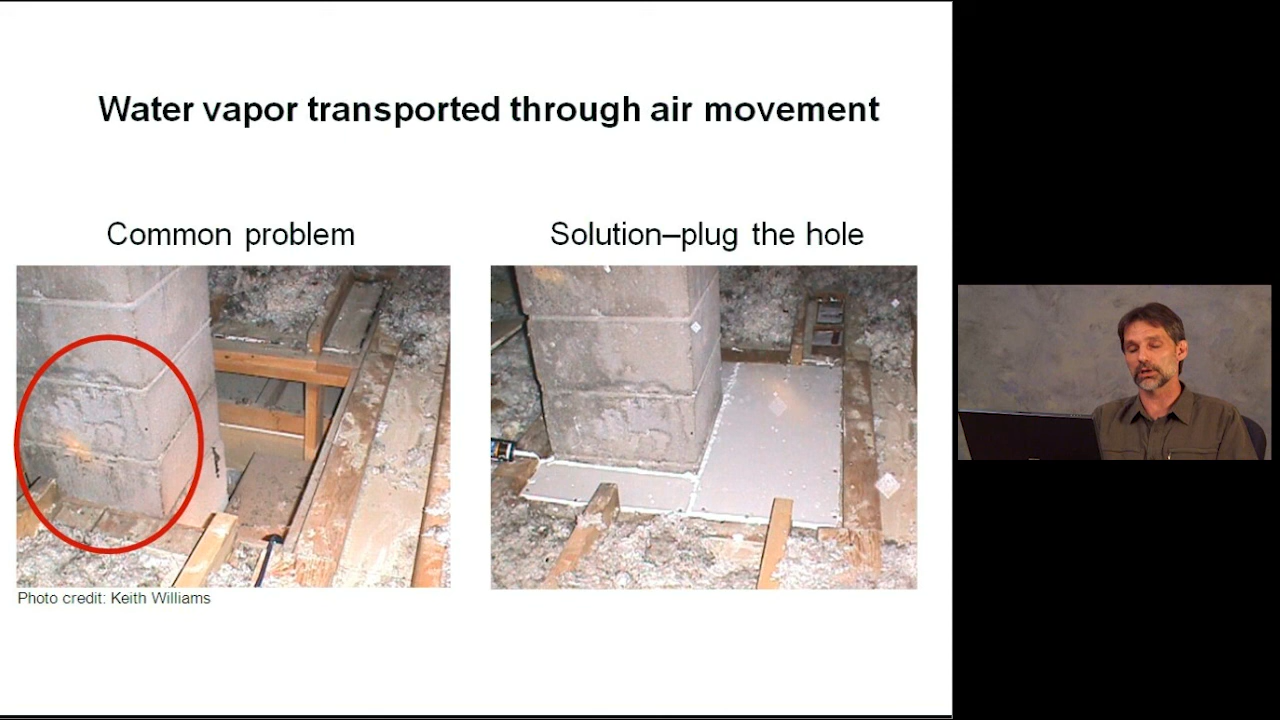 Water vapor transported through air movement
Common problem
Solution–plug the hole
Photo credit: Keith Williams